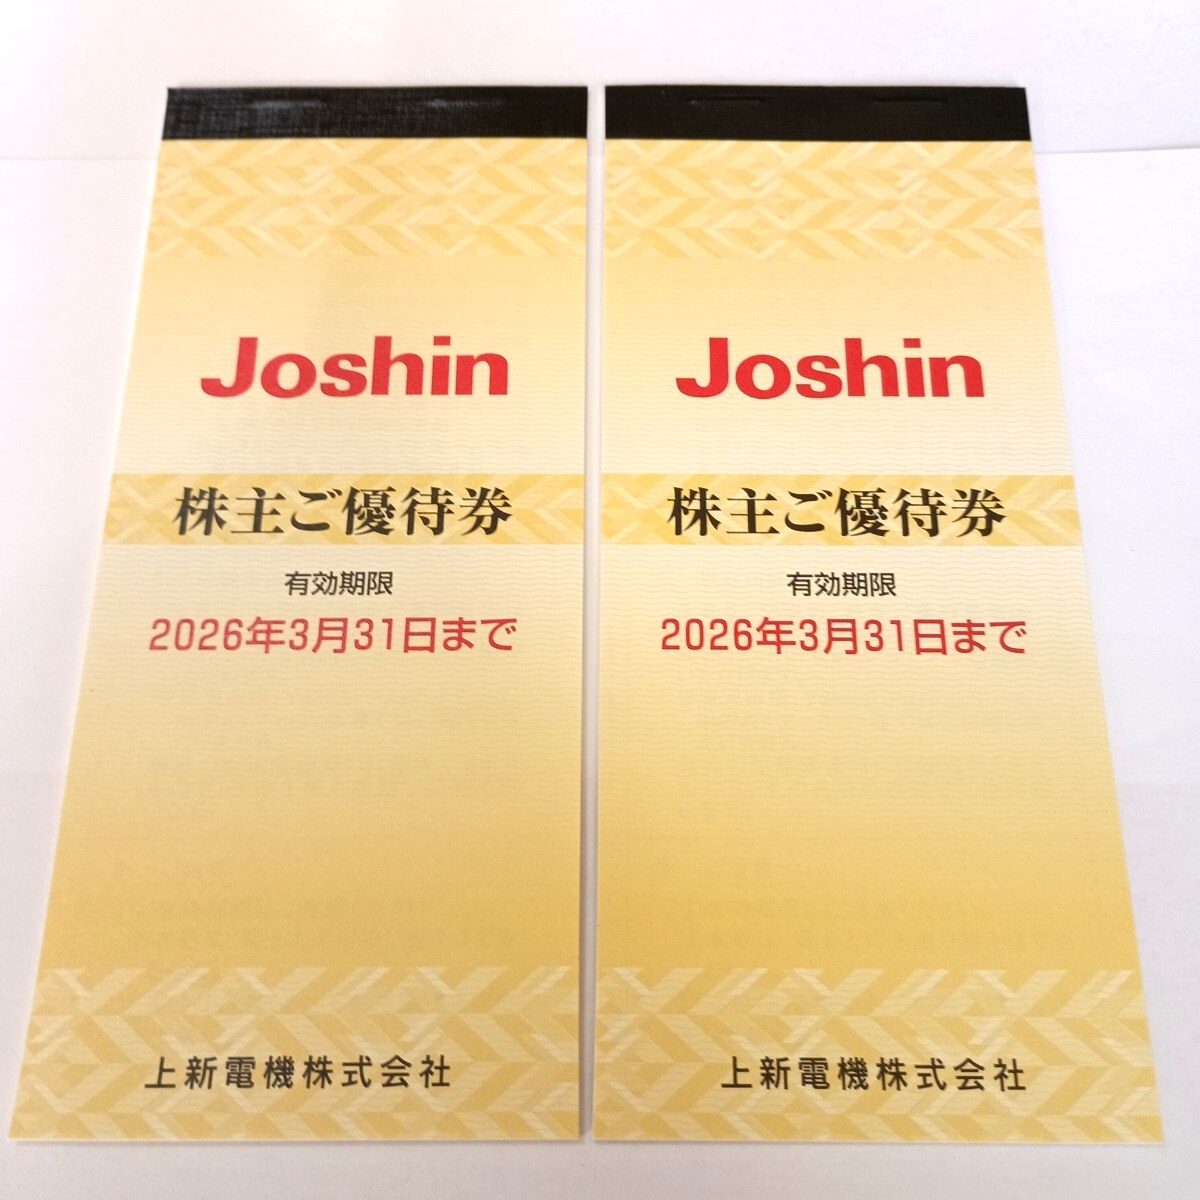 Joshin
株主ご優待券
有効期限
2026年3月31日まで
上新電機株式会社
Joshin
株主ご優待券
有効期限
2026年3月31日まで
上新電機株式会社